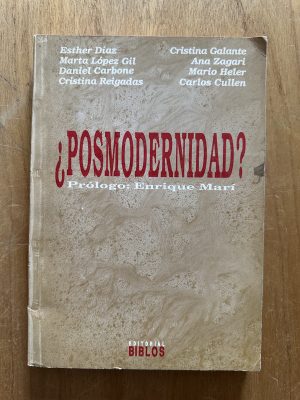 Esther Díaz
Marta López Gil
Daniel Carbone
Cristina Reigadas
Cristina Galante
Ana Zagari
Mario Heler
Carlos Cullen
¿POSMODERNIDAD?
Prólogo: Enrique Marí
EDITORIAL
BIBLOS